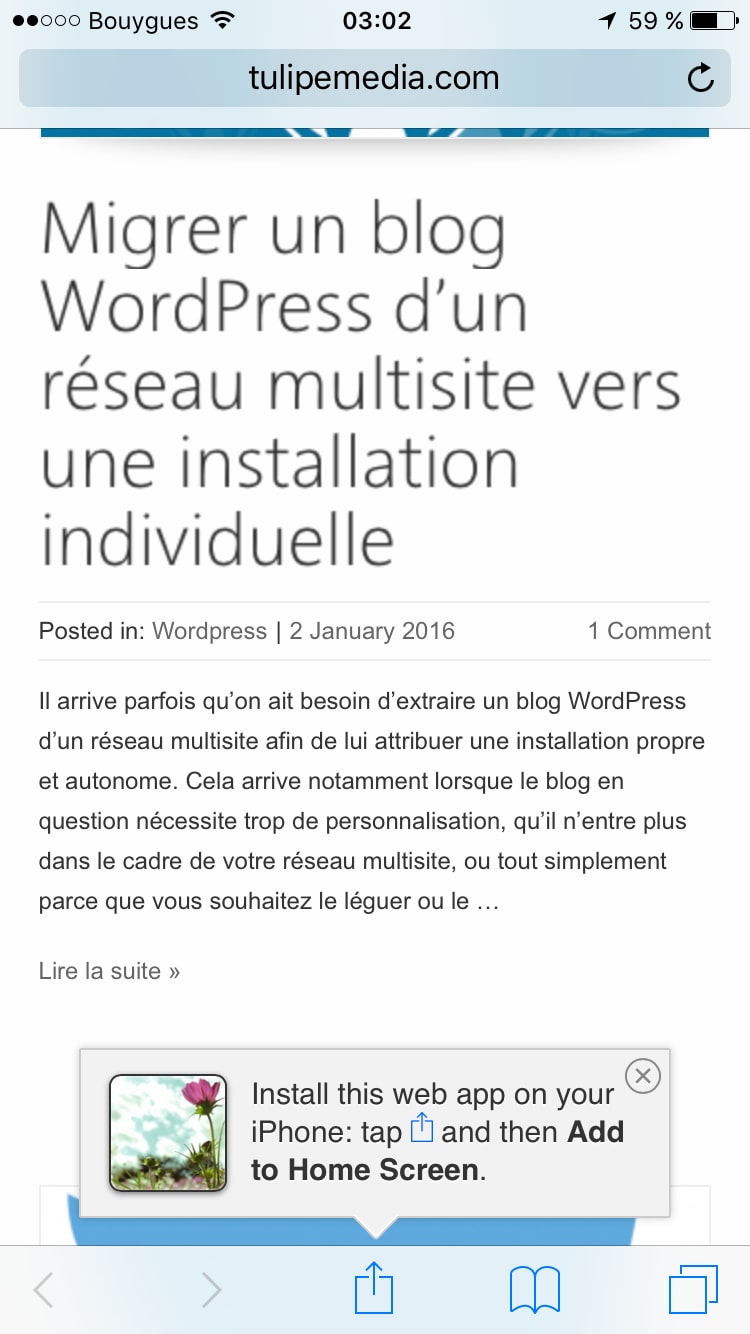 Bouygues 03:02 59 %
tulipemedia.com
Migrer un blog
WordPress d’un
réseau multisite vers
une installation
individuelle
Posted in: Wordpress | 2 January 2016 1 Comment
Il arrive parfois qu’on ait besoin d’extraire un blog WordPress
d’un réseau multisite afin de lui attribuer une installation propre
et autonome. Cela arrive notamment lorsque le blog en
question nécessite trop de personnalisation, qu’il n’entre plus
dans le cadre de votre réseau multisite, ou tout simplement
parce que vous souhaitez le léguer ou le …
Lire la suite »
Install this web app on your
iPhone: tap and then Add
to Home Screen.